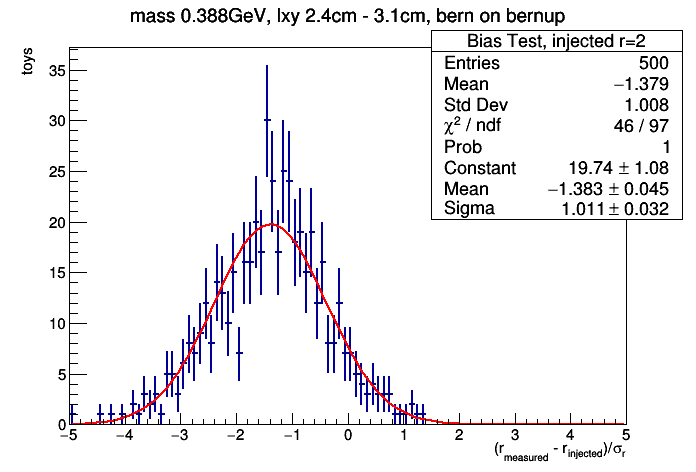 mass 0.388GeV, lxy 2.4cm - 3.1cm, bern on bernup
Bias Test, injected r=2
Entries 500
Mean −1.379
Std Dev 1.008
χ² / ndf 46 / 97
Prob 1
Constant 19.74 ± 1.08
Mean −1.383 ± 0.045
Sigma 1.011 ± 0.032
toys
35
30
25
20
15
10
5
0
−5 −4 −3 −2 −1 0 1 2 3 4 5
(r_measured - r_injected)/σ_r